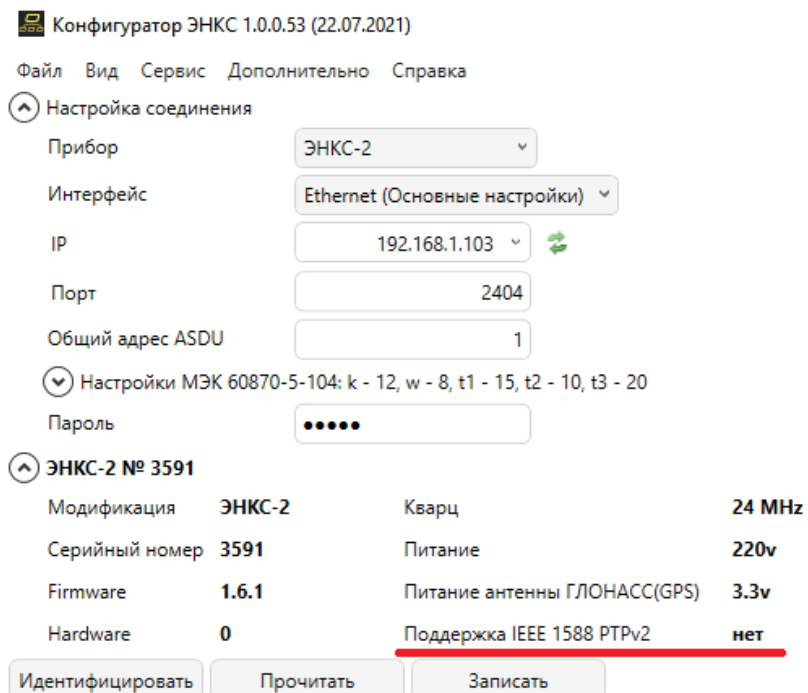 Конфигуратор ЭНКС 1.0.0.53 (22.07.2021)
Файл Вид Сервис Дополнительно Справка
Настройка соединения
Прибор ЭНКС-2
Интерфейс Ethernet (Основные настройки)
IP 192.168.1.103
Порт 2404
Общий адрес ASDU 1
Настройки МЭК 60870-5-104: k - 12, w - 8, t1 - 15, t2 - 10, t3 - 20
Пароль •••••
ЭНКС-2 № 3591
Модификация ЭНКС-2 Кварц 24 MHz
Серийный номер 3591 Питание 220v
Firmware 1.6.1 Питание антенны ГЛОНАСС(GPS) 3.3v
Hardware 0 Поддержка IEEE 1588 PTPv2 нет
Идентифицировать Прочитать Записать